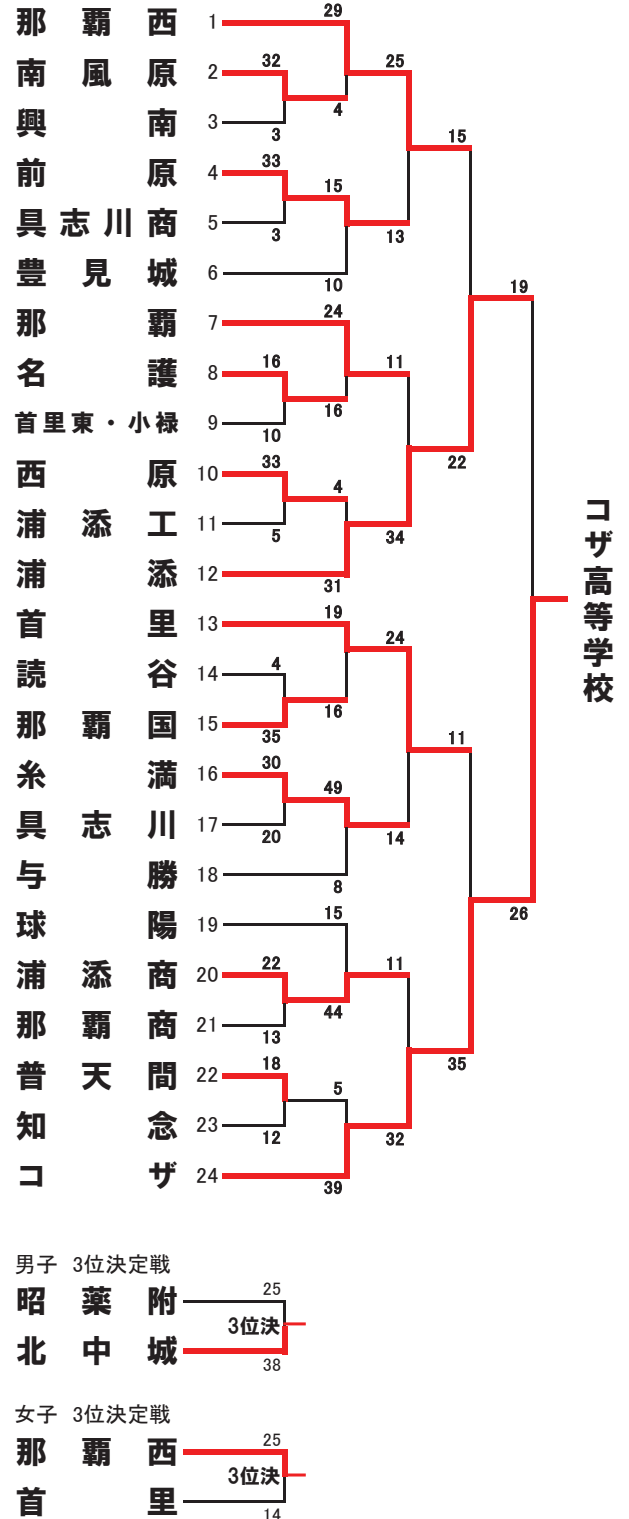 29
那覇西 1
32 25
南風原 2
4
興南 3
3 15
33
前原 4
15
具志川商 5
3 13
豊見城 6
10 19
24
那覇 7
16 11
名護 8
16
首里東・小禄 9
10
33 22
西原 10
4
浦添工 11
5 34
浦添 12
31
コザ高等学校
19
首里 13
24
4
読谷 14
16
那覇国 15
35
30 11
糸満 16
49
具志川 17
20 14
与勝 18
8
15 26
球陽 19
22 11
浦添商 20
44
那覇商 21
13
18 35
普天間 22
5
知念 23
12 32
コザ 24
39
男子 3位決定戦
25
昭薬附
3位決
北中城
38
女子 3位決定戦
25
那覇西
3位決
首里
14